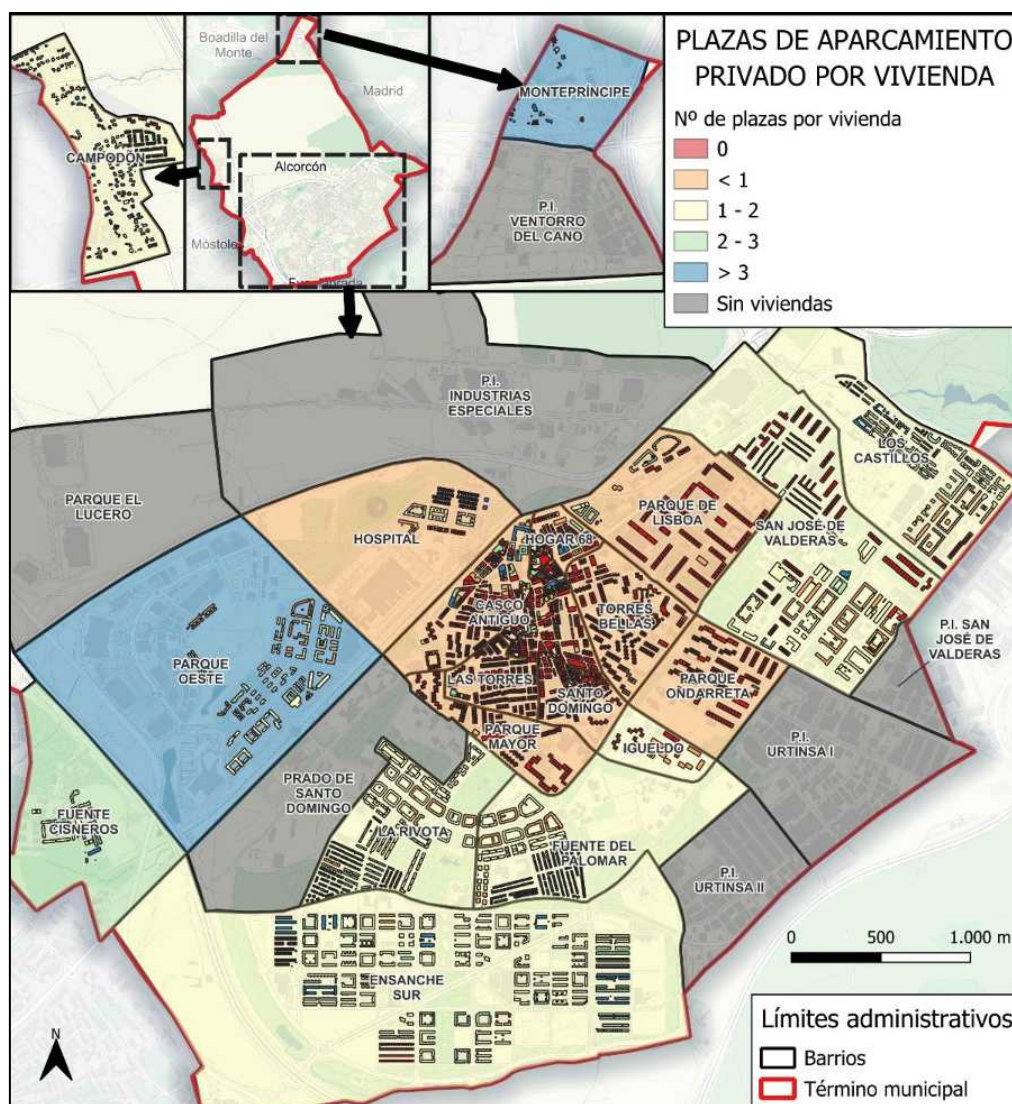 PLAZAS DE APARCAMIENTO
PRIVADO POR VIVIENDA
Nº de plazas por vivienda
0
< 1
1 - 2
2 - 3
> 3
Sin viviendas
CAMPODÓN
Boadilla del
Monte
Madrid
Alcorcón
Móstole
MONTEPRÍNCIPE
P.I.
VENTORRO
DEL CANO
P.I.
INDUSTRIAS
ESPECIALES
PARQUE EL
LUCERO
HOSPITAL
HOGAR 68
PARQUE DE
LISBOA
LOS
CASTILLOS
SAN JOSÉ DE
VALDERAS
CASCO
ANTIGUO
TORRES
BELLAS
P.I. SAN
JOSÉ DE
VALDERAS
PARQUE
OESTE
LAS TORRES
SANTO
DOMINGO
PARQUE
ONDARRETA
PARQUE
MAYOR
IGUELDO
P.I.
URTINSA I
PRADO DE
SANTO
DOMINGO
FUENTE
CISNEROS
LA RIVOTA
FUENTE DEL
PALOMAR
P.I.
URTINSA II
ENSANCHE
SUR
0 500 1.000 m
N
Límites administrativos
Barrios
Término municipal